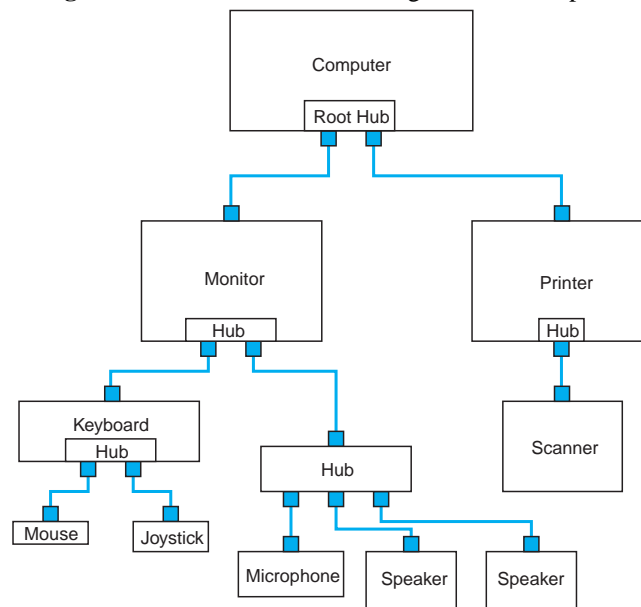 Computer
Root Hub
Monitor
Printer
Hub
Hub
Keyboard
Hub
Hub
Scanner
Mouse
Joystick
Microphone
Speaker
Speaker